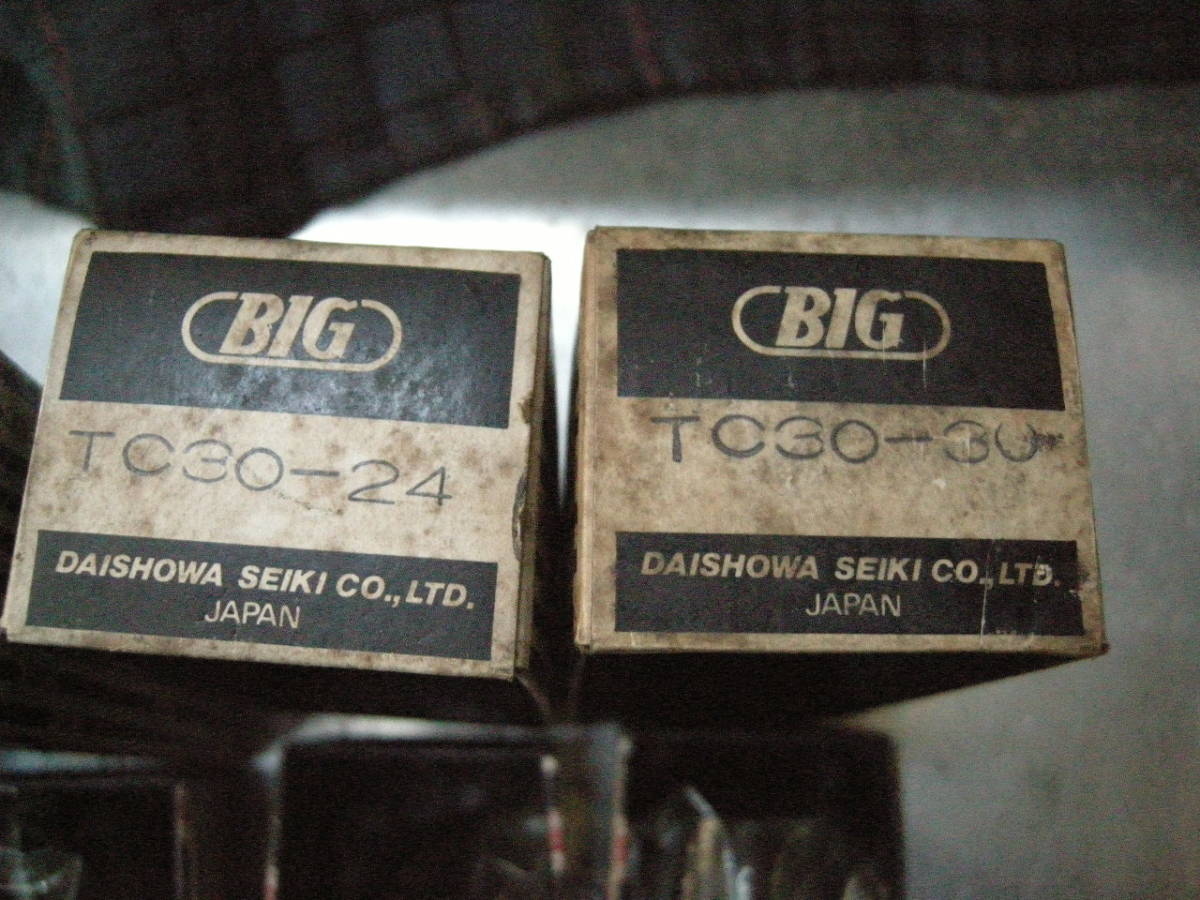 BIG
TC30-24
DAISHOWA SEIKI CO., LTD.
JAPAN
BIG
TC30-30
DAISHOWA SEIKI CO., LTD.
JAPAN